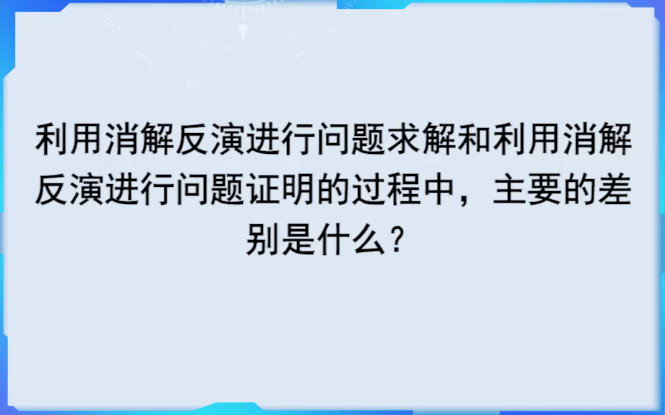 利用消解反演进行问题求解和利用消解
反演进行问题证明的过程中，主要的差
别是什么？